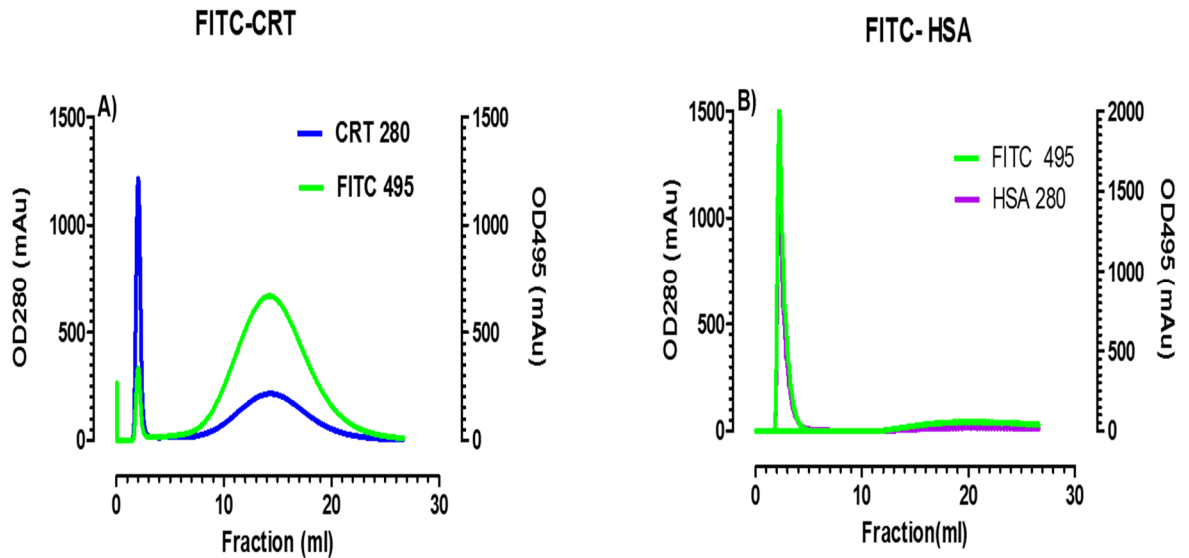 FITC-CRT
A)
CRT 280
FITC 495
OD280 (mAu)
1500
1000
500
0
OD495 (mAu)
1500
1000
500
0
0 10 20 30
Fraction (ml)
FITC- HSA
B)
FITC 495
HSA 280
OD280 (mAu)
1500
1000
500
0
OD495 (mAu)
2000
1500
1000
500
0
0 10 20 30
Fraction(ml)